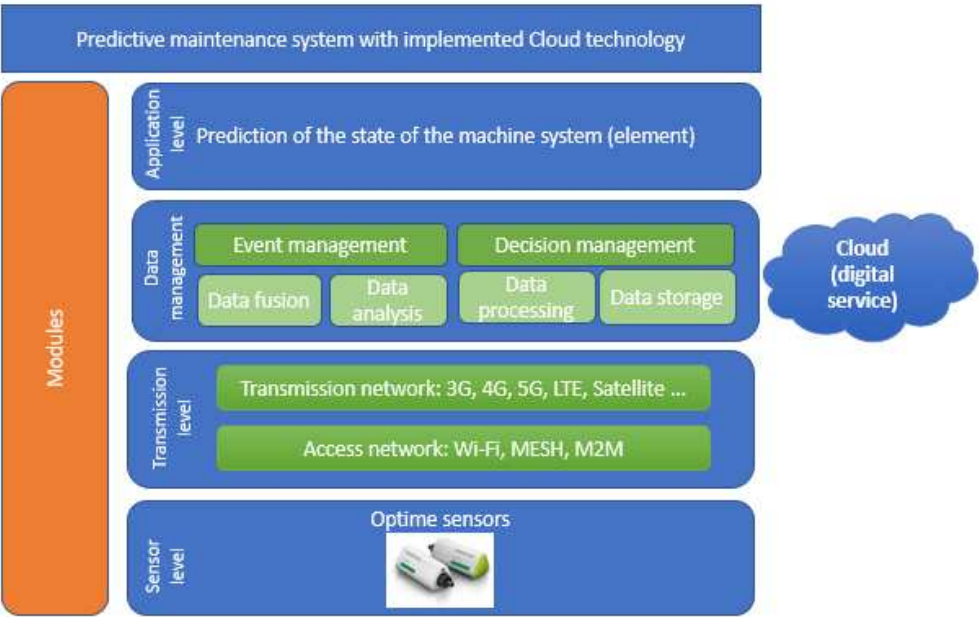 Predictive maintenance system with implemented Cloud technology
Modules
Application
level
Prediction of the state of the machine system (element)
Data
management
Event management
Decision management
Data fusion
Data
analysis
Data
processing
Data storage
Cloud
(digital
service)
Transmission
level
Transmission network: 3G, 4G, 5G, LTE, Satellite ...
Access network: Wi-Fi, MESH, M2M
Sensor
level
Optime sensors